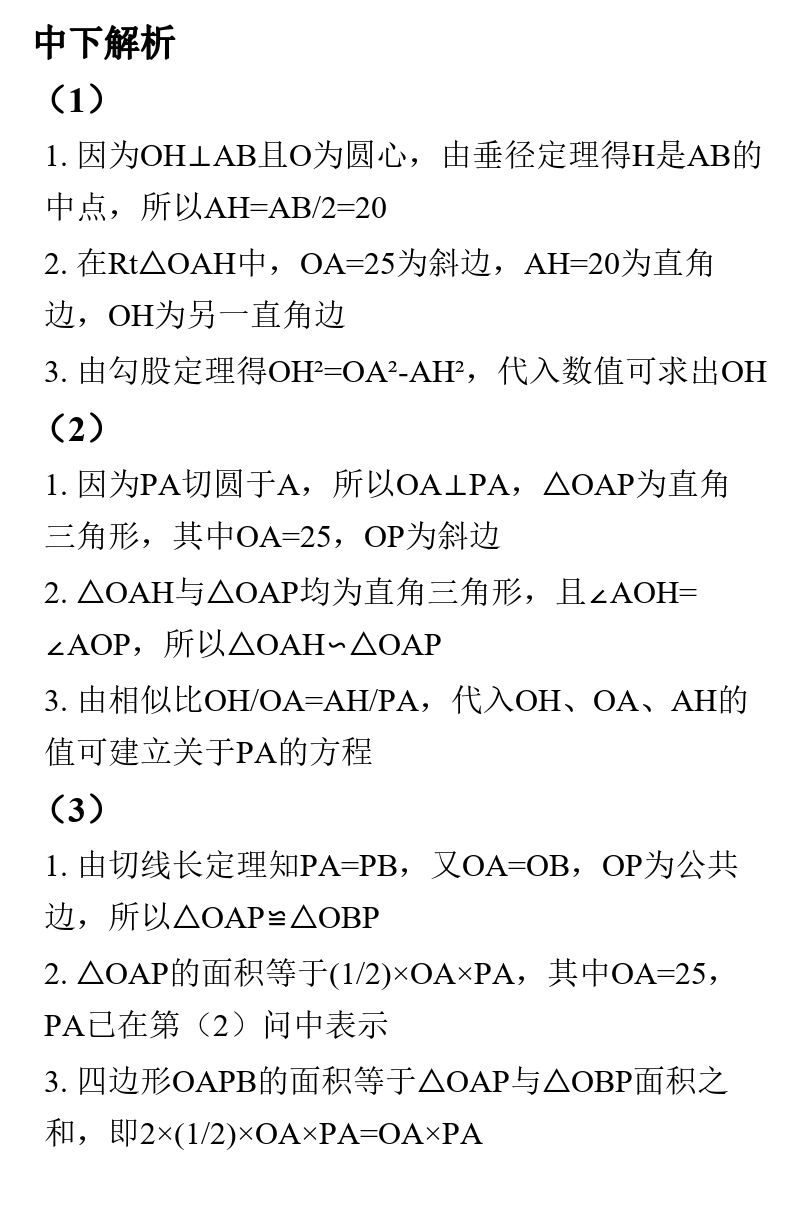 中下解析
（1）
1. 因为OH⊥AB且O为圆心，由垂径定理得H是AB的
中点，所以AH=AB/2=20
2. 在Rt△OAH中，OA=25为斜边，AH=20为直角
边，OH为另一直角边
3. 由勾股定理得OH²=OA²-AH²，代入数值可求出OH
（2）
1. 因为PA切圆于A，所以OA⊥PA，△OAP为直角
三角形，其中OA=25，OP为斜边
2. △OAH与△OAP均为直角三角形，且∠AOH=
∠AOP，所以△OAH∽△OAP
3. 由相似比OH/OA=AH/PA，代入OH、OA、AH的
值可建立关于PA的方程
（3）
1. 由切线长定理知PA=PB，又OA=OB，OP为公共
边，所以△OAP≌△OBP
2. △OAP的面积等于(1/2)×OA×PA，其中OA=25，
PA已在第（2）问中表示
3. 四边形OAPB的面积等于△OAP与△OBP面积之
和，即2×(1/2)×OA×PA=OA×PA